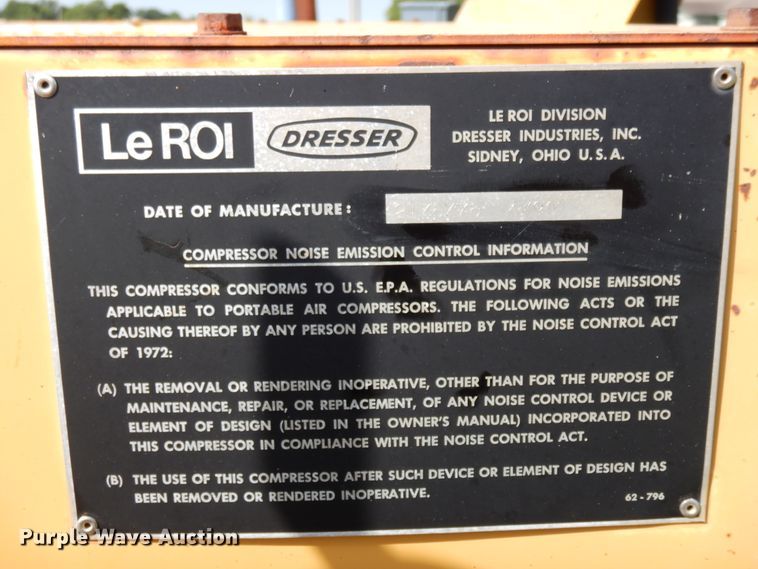 Le ROI
DRESSER
LE ROI DIVISION
DRESSER INDUSTRIES, INC.
SIDNEY, OHIO U.S.A.
DATE OF MANUFACTURE:
COMPRESSOR NOISE EMISSION CONTROL INFORMATION
THIS COMPRESSOR CONFORMS TO U.S. E.P.A. REGULATIONS FOR NOISE EMISSIONS
APPLICABLE TO PORTABLE AIR COMPRESSORS. THE FOLLOWING ACTS OR THE
CAUSING THEREOF BY ANY PERSON ARE PROHIBITED BY THE NOISE CONTROL ACT
OF 1972:
(A) THE REMOVAL OR RENDERING INOPERATIVE, OTHER THAN FOR THE PURPOSE OF
MAINTENANCE, REPAIR, OR REPLACEMENT, OF ANY NOISE CONTROL DEVICE OR
ELEMENT OF DESIGN (LISTED IN THE OWNER'S MANUAL) INCORPORATED INTO
THIS COMPRESSOR IN COMPLIANCE WITH THE NOISE CONTROL ACT.
(B) THE USE OF THIS COMPRESSOR AFTER SUCH DEVICE OR ELEMENT OF DESIGN HAS
BEEN REMOVED OR RENDERED INOPERATIVE.
62-796
Purple Wave Auction